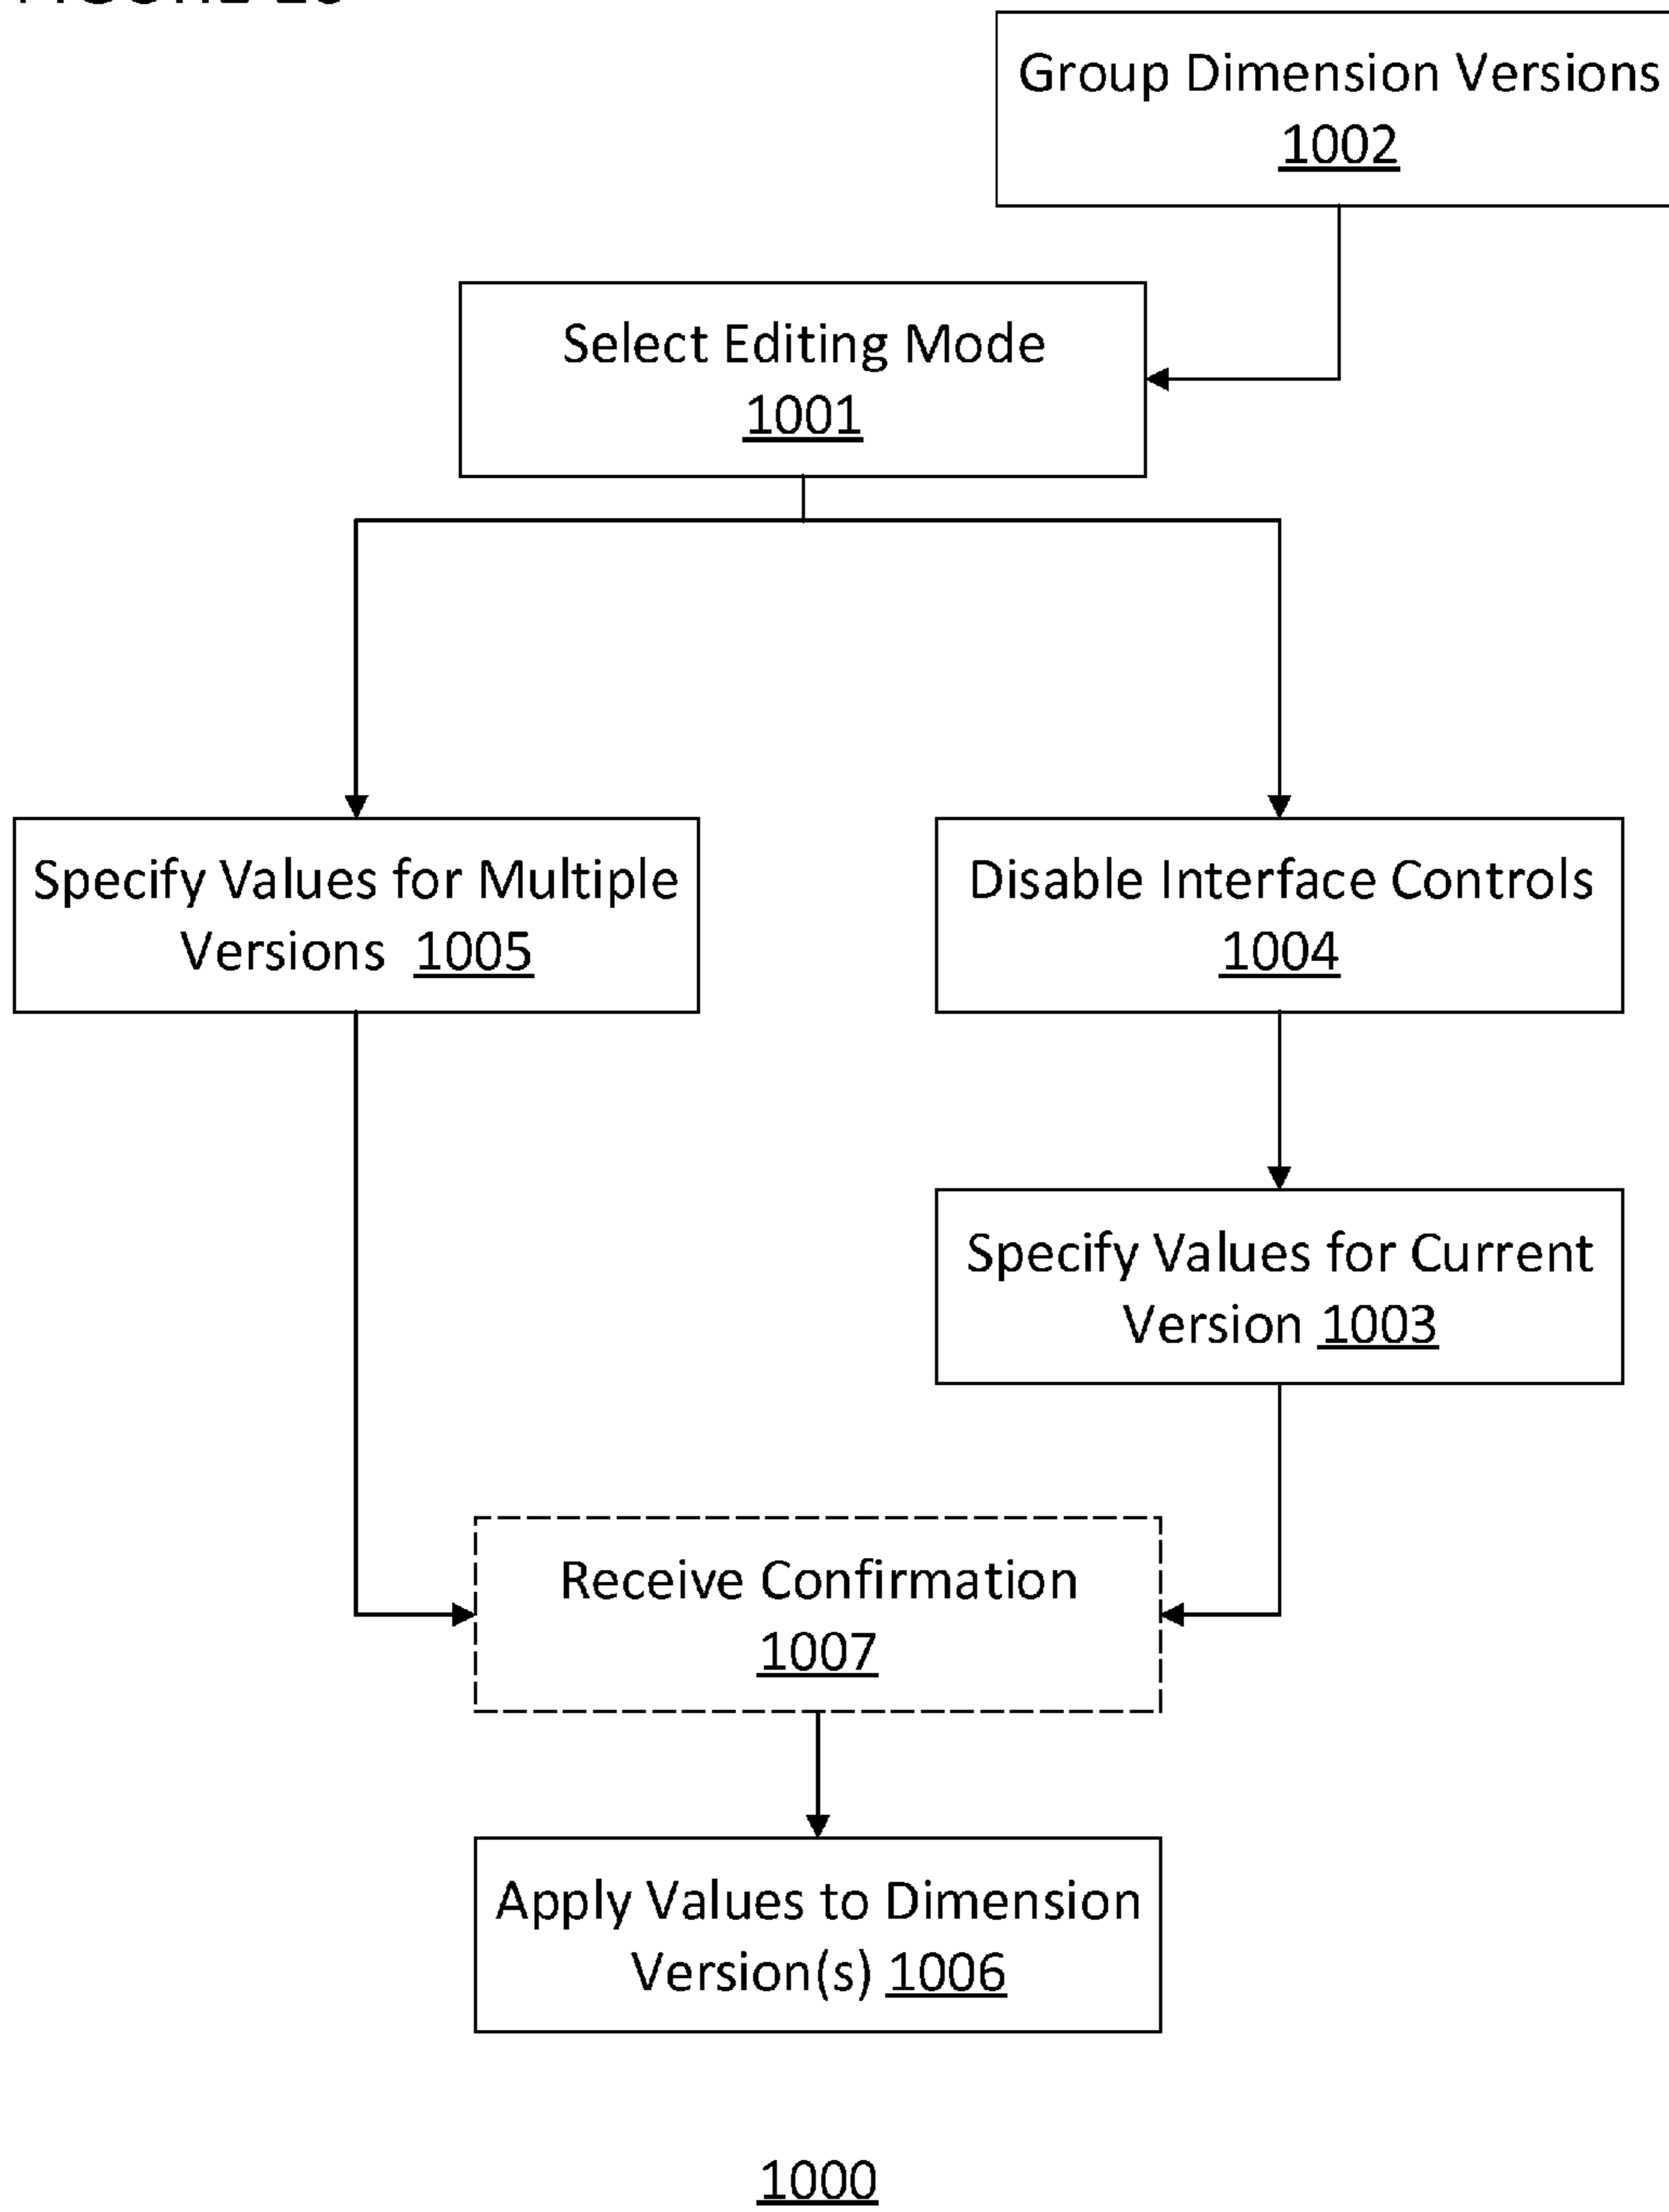 Group Dimension Versions
1002
Select Editing Mode
1001
Specify Values for Multiple
Versions 1005
Disable Interface Controls
1004
Specify Values for Current
Version 1003
Receive Confirmation
1007
Apply Values to Dimension
Version(s) 1006
1000